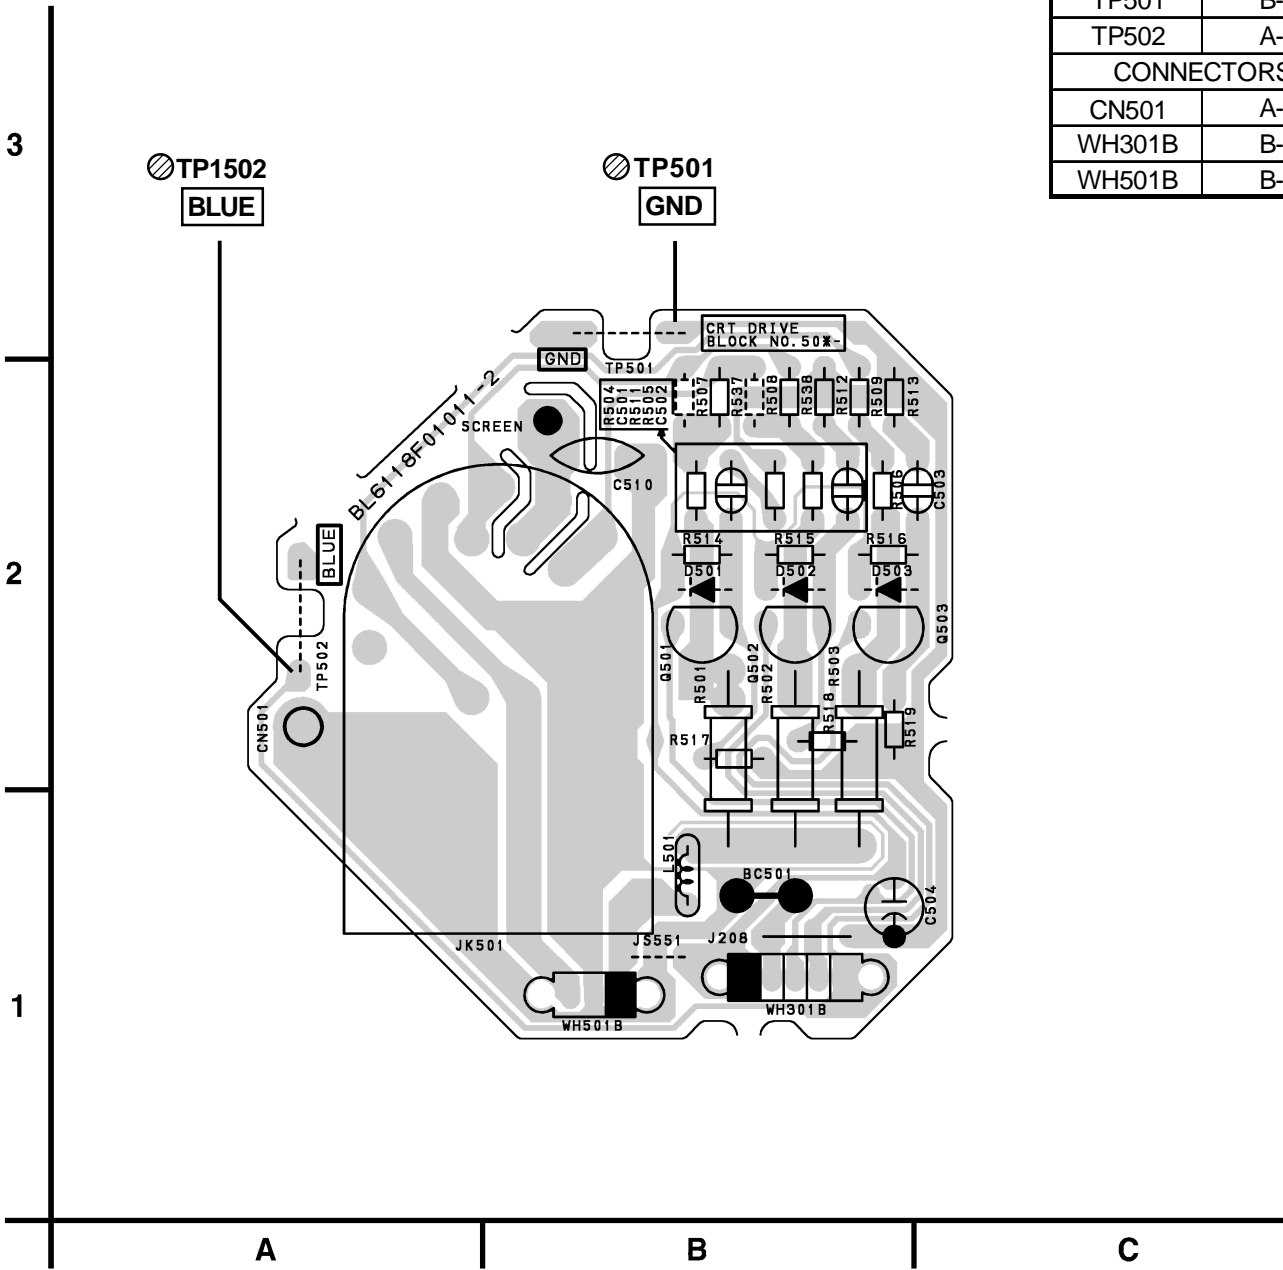 TP501 B-
TP502 A-
CONNECTORS
CN501 A-
WH301B B-
WH501B B-
3
TP1502
BLUE
TP501
GND
CRT DRIVE
BLOCK NO.50※-
GND
TP501
R504
C501
R511
R505
C502
R507
R537
R508
R538
R512
R509
R513
BL6118F01011-2
SCREEN
C510
R506
C503
BLUE
R514
R515
R516
2
D501
D502
D503
TP502
Q501
Q502
Q503
R501
R502
R503
CN501
R517
R518
R519
L501
BC501
C504
JK501
JS551
J208
1
WH501B
WH301B
A
B
C